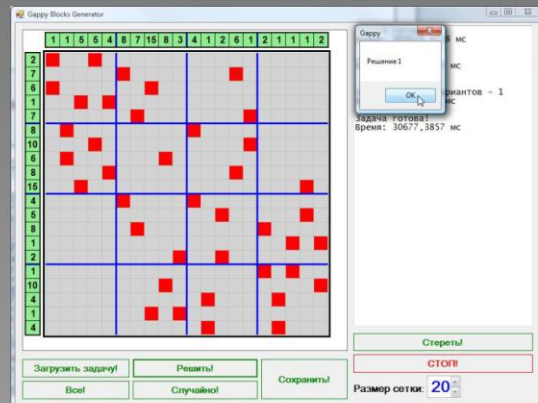 Gappy Blocks Generator
1 1 5 5 4 8 7 15 8 3 4 1 2 6 1 2 1 1 1 2
2
7
6
1
7
8
10
6
8
15
4
5
8
1
2
1
10
4
1
4
Gappy
Решение 1
OK
мс
мс
риантов - 1
мс
Задача готова!
Время: 30677,3857 мс
Стереть!
СТОП!
Размер сетки: 20
Загрузить задачу! Решить! Сохранить!
Все! Случайно!